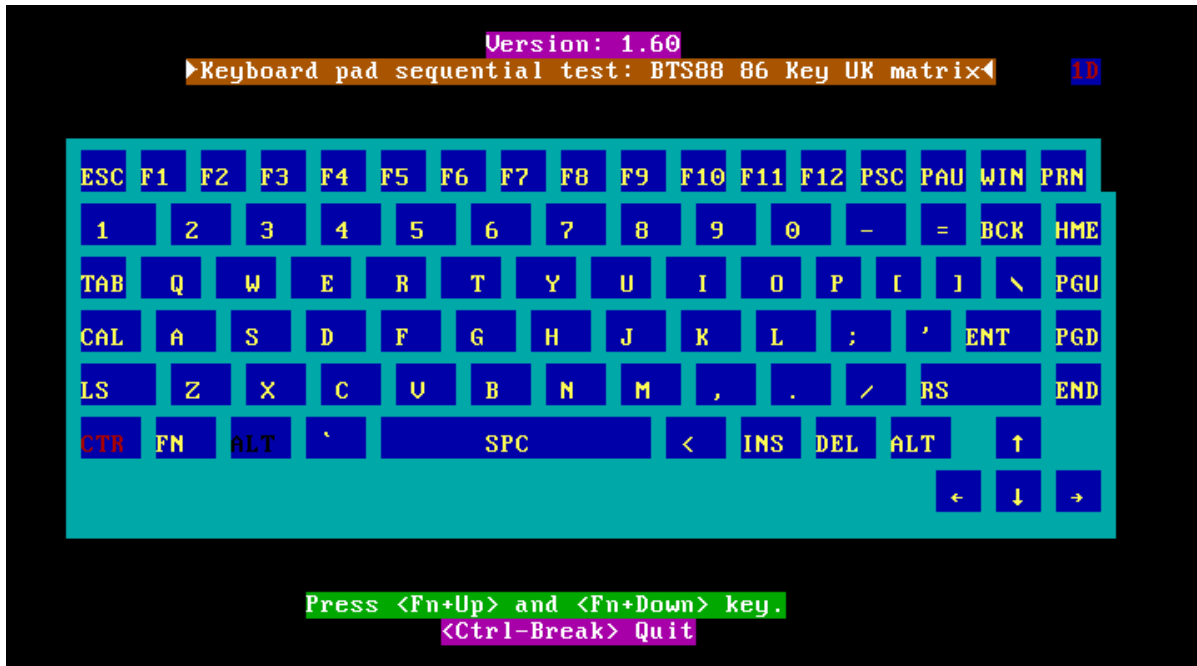 Version: 1.60
►Keyboard pad sequential test: BTS88 86 Key UK matrix◄ 1D
ESC F1 F2 F3 F4 F5 F6 F7 F8 F9 F10 F11 F12 PSC PAU WIN PRN
1 2 3 4 5 6 7 8 9 0 - = BCK HME
TAB Q W E R T Y U I O P [ ] \ PGU
CAL A S D F G H J K L ; ' ENT PGD
LS Z X C V B N M , . / RS END
CTR FN ALT ` SPC < INS DEL ALT ↑
← ↓ →
Press <Fn+Up> and <Fn+Down> key.
<Ctrl-Break> Quit